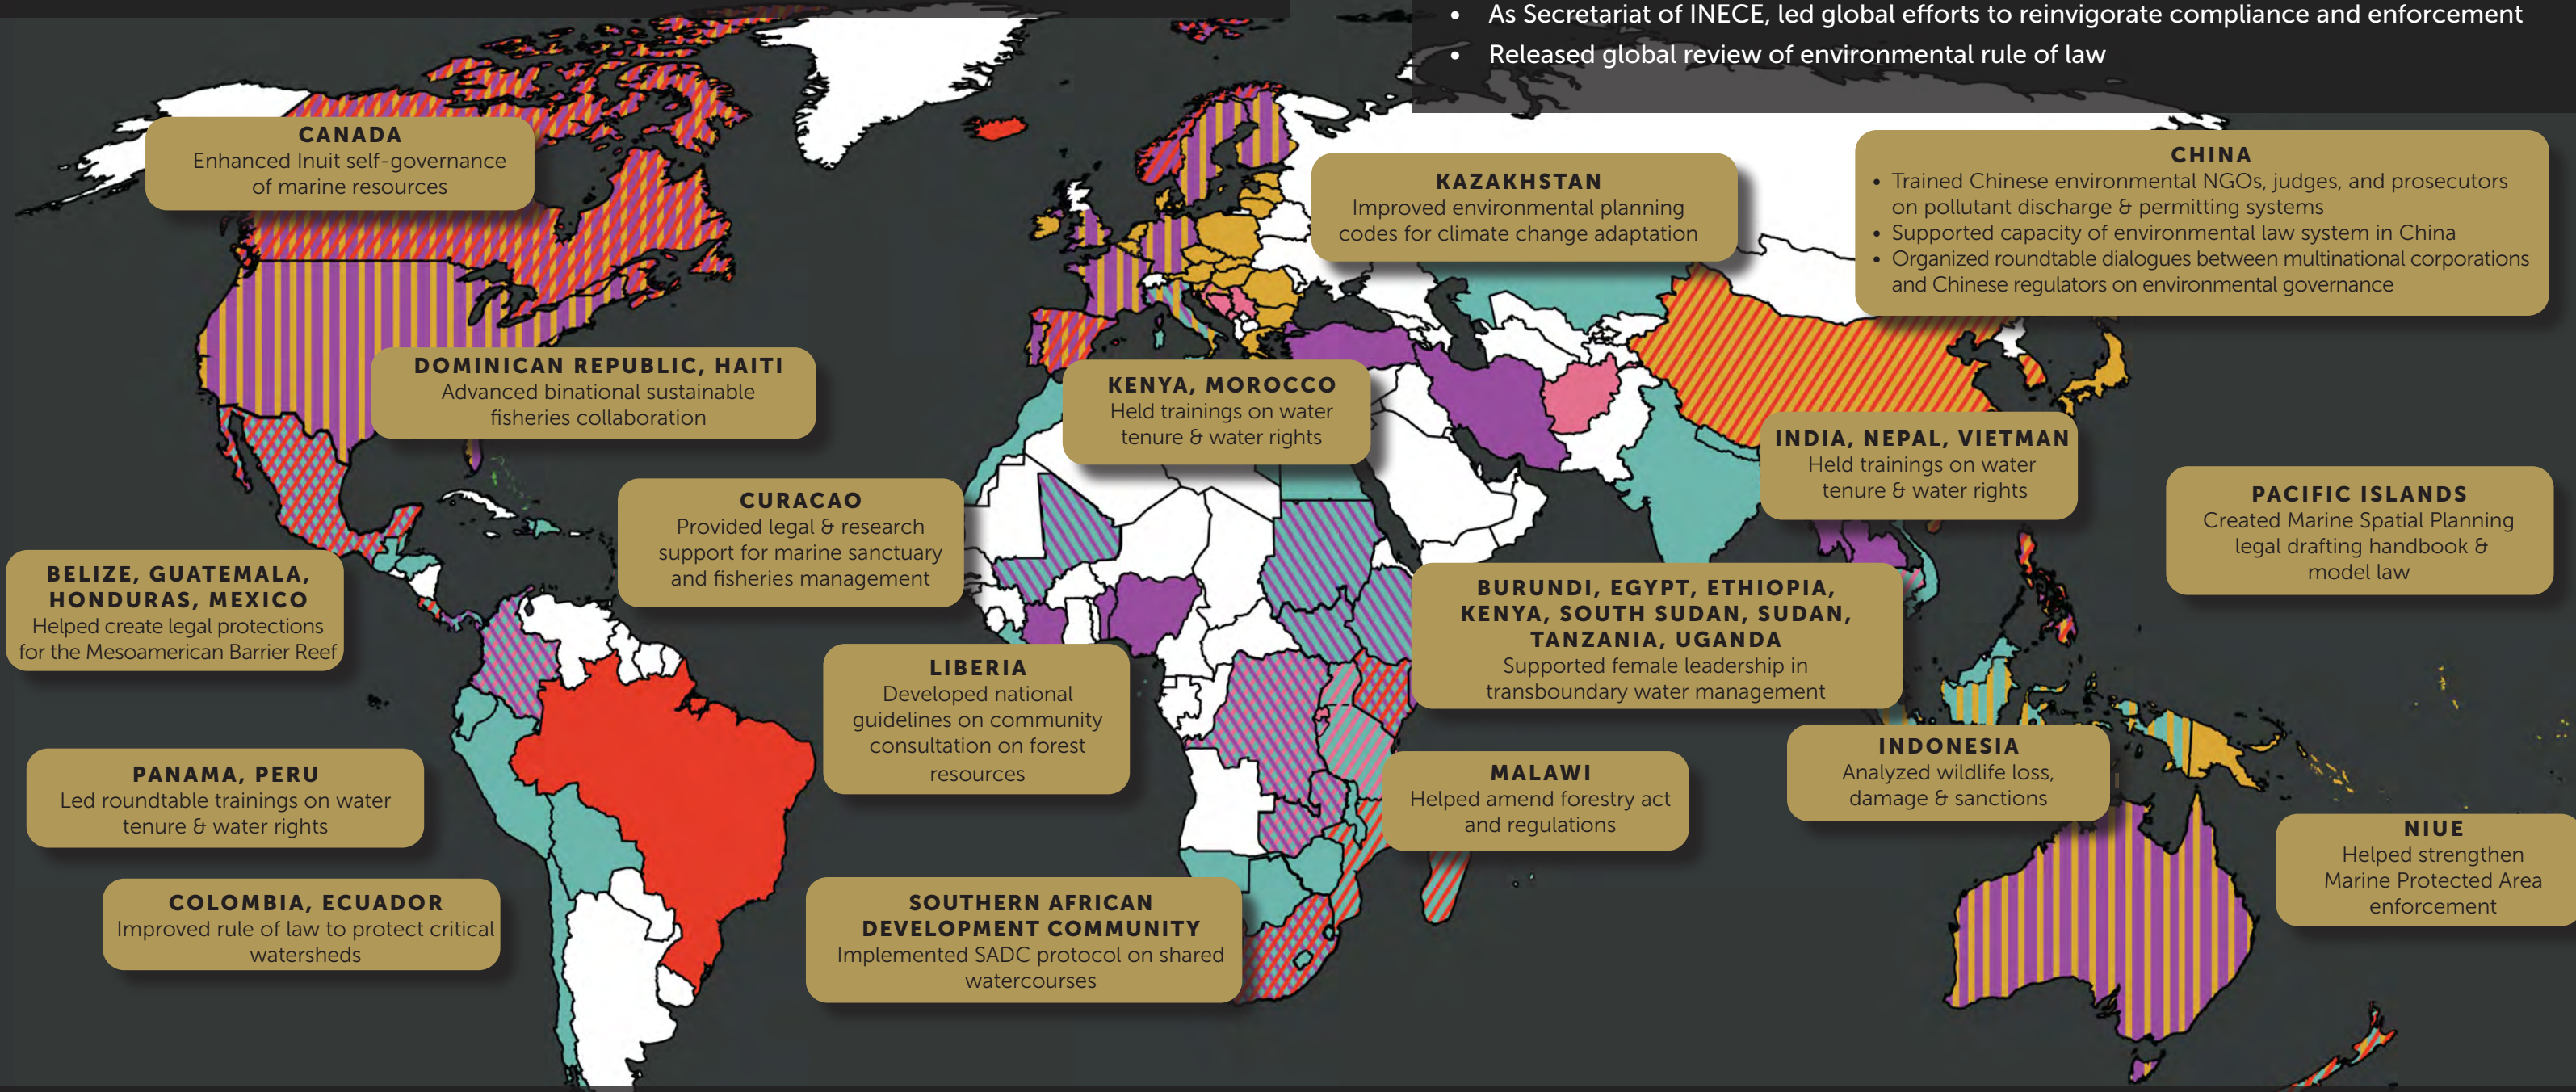 • As Secretariat of INECE, led global efforts to reinvigorate compliance and enforcement
• Released global review of environmental rule of law
CANADA
Enhanced Inuit self-governance
of marine resources
KAZAKHSTAN
Improved environmental planning
codes for climate change adaptation
CHINA
• Trained Chinese environmental NGOs, judges, and prosecutors
on pollutant discharge & permitting systems
• Supported capacity of environmental law system in China
• Organized roundtable dialogues between multinational corporations
and Chinese regulators on environmental governance
DOMINICAN REPUBLIC, HAITI
Advanced binational sustainable
fisheries collaboration
KENYA, MOROCCO
Held trainings on water
tenure & water rights
INDIA, NEPAL, VIETMAN
Held trainings on water
tenure & water rights
CURACAO
Provided legal & research
support for marine sanctuary
and fisheries management
PACIFIC ISLANDS
Created Marine Spatial Planning
legal drafting handbook &
model law
BELIZE, GUATEMALA,
HONDURAS, MEXICO
Helped create legal protections
for the Mesoamerican Barrier Reef
BURUNDI, EGYPT, ETHIOPIA,
KENYA, SOUTH SUDAN, SUDAN,
TANZANIA, UGANDA
Supported female leadership in
transboundary water management
LIBERIA
Developed national
guidelines on community
consultation on forest
resources
PANAMA, PERU
Led roundtable trainings on water
tenure & water rights
MALAWI
Helped amend forestry act
and regulations
INDONESIA
Analyzed wildlife loss,
damage & sanctions
NIUE
Helped strengthen
Marine Protected Area
enforcement
COLOMBIA, ECUADOR
Improved rule of law to protect critical
watersheds
SOUTHERN AFRICAN
DEVELOPMENT COMMUNITY
Implemented SADC protocol on shared
watercourses